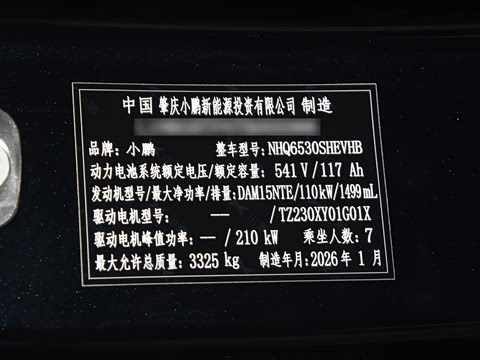 中国 肇庆小鹏新能源投资有限公司 制造
品牌: 小鹏 整车型号: NHQ6530SHEVHB
动力电池系统额定电压/额定容量: 541 V / 117 Ah
发动机型号/最大净功率/排量: DAM15NTE/110kW/1499mL
驱动电机型号: — / TZ230XY01G01X
驱动电机峰值功率: — / 210 kW 乘坐人数: 7
最大允许总质量: 3325 kg 制造年月: 2026 年 1 月